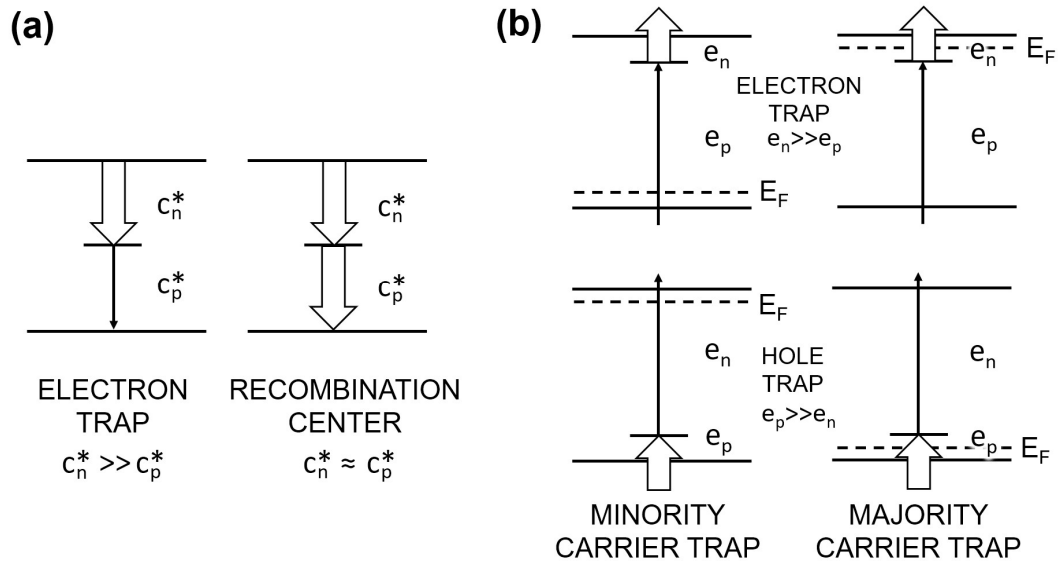 (a)
c*n
c*n
c*p
c*p
ELECTRON
TRAP
c*n >> c*p
RECOMBINATION
CENTER
c*n ≈ c*p
(b)
en
ELECTRON
TRAP
en>>ep
ep
EF
en
EF
ep
EF
en
HOLE
TRAP
ep>>en
ep
MINORITY
CARRIER TRAP
en
ep
EF
MAJORITY
CARRIER TRAP